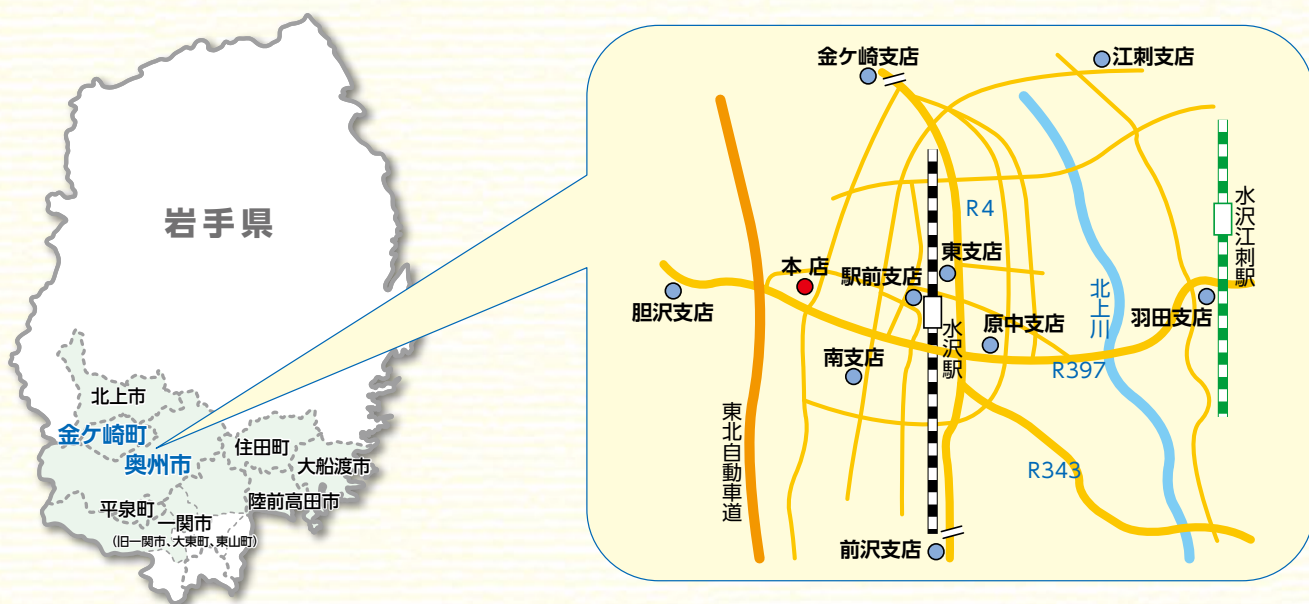 岩手県
北上市
金ケ崎町
奥州市
住田町
大船渡市
陸前高田市
平泉町
一関市
(旧一関市、大東町、東山町)
金ケ崎支店
江刺支店
R4
水沢江刺駅
東支店
本店
駅前支店
胆沢支店
北上川
羽田支店
原中支店
水沢駅
南支店
R397
東北自動車道
R343
前沢支店